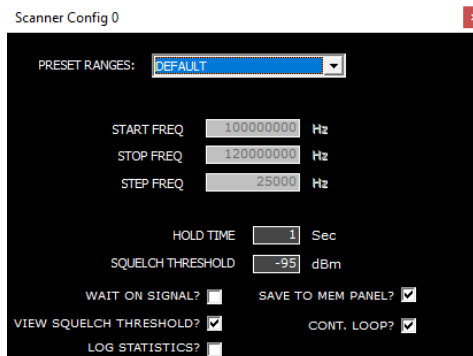 Scanner Config 0
PRESET RANGES: DEFAULT
START FREQ 100000000 Hz
STOP FREQ 120000000 Hz
STEP FREQ 25000 Hz
HOLD TIME 1 Sec
SQUELCH THRESHOLD -95 dBm
WAIT ON SIGNAL? SAVE TO MEM PANEL?
VIEW SQUELCH THRESHOLD? CONT. LOOP?
LOG STATISTICS?